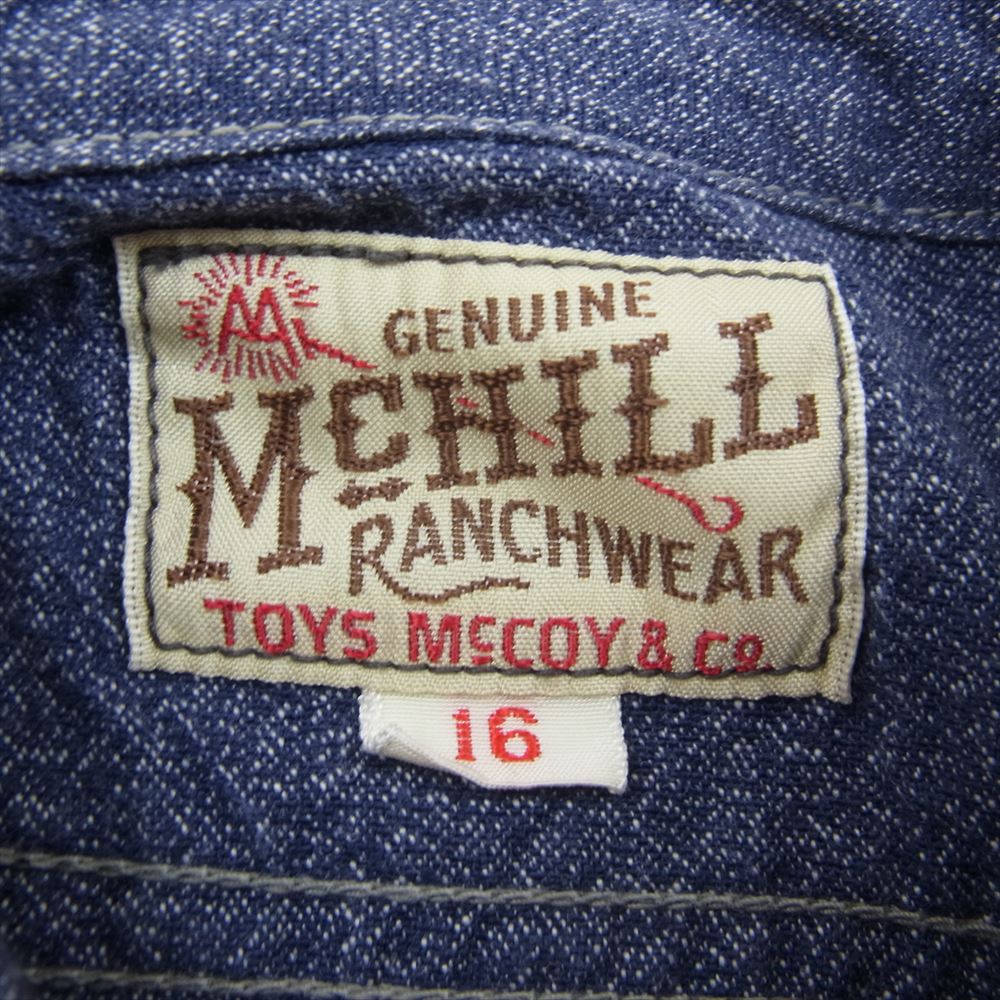 GENUINE
McHILL
RANCHWEAR
TOYS McCOY & Co.
16